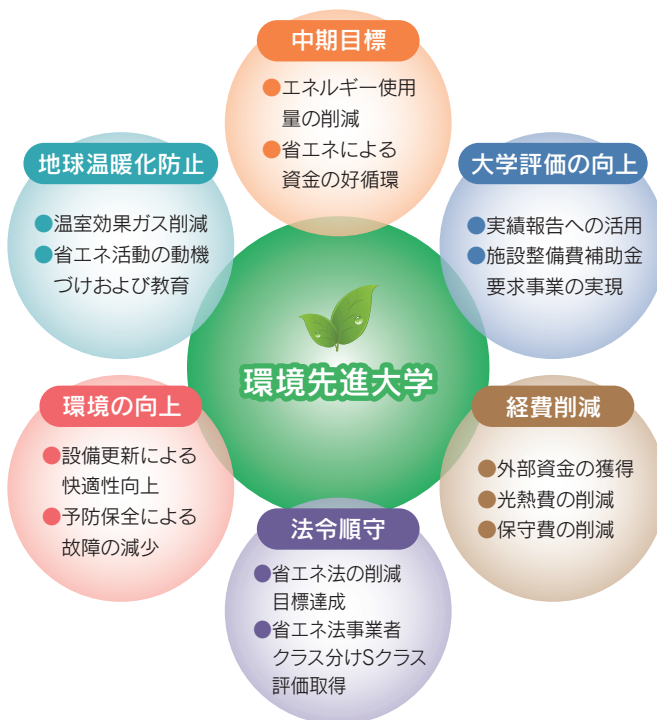 中期目標
●エネルギー使用
量の削減
●省エネによる
資金の好循環
地球温暖化防止
●温室効果ガス削減
●省エネ活動の動機
づけおよび教育
大学評価の向上
●実績報告への活用
●施設整備費補助金
要求事業の実現
環境先進大学
環境の向上
●設備更新による
快適性向上
●予防保全による
故障の減少
経費削減
●外部資金の獲得
●光熱費の削減
●保守費の削減
法令順守
●省エネ法の削減
目標達成
●省エネ法事業者
クラス分けSクラス
評価取得